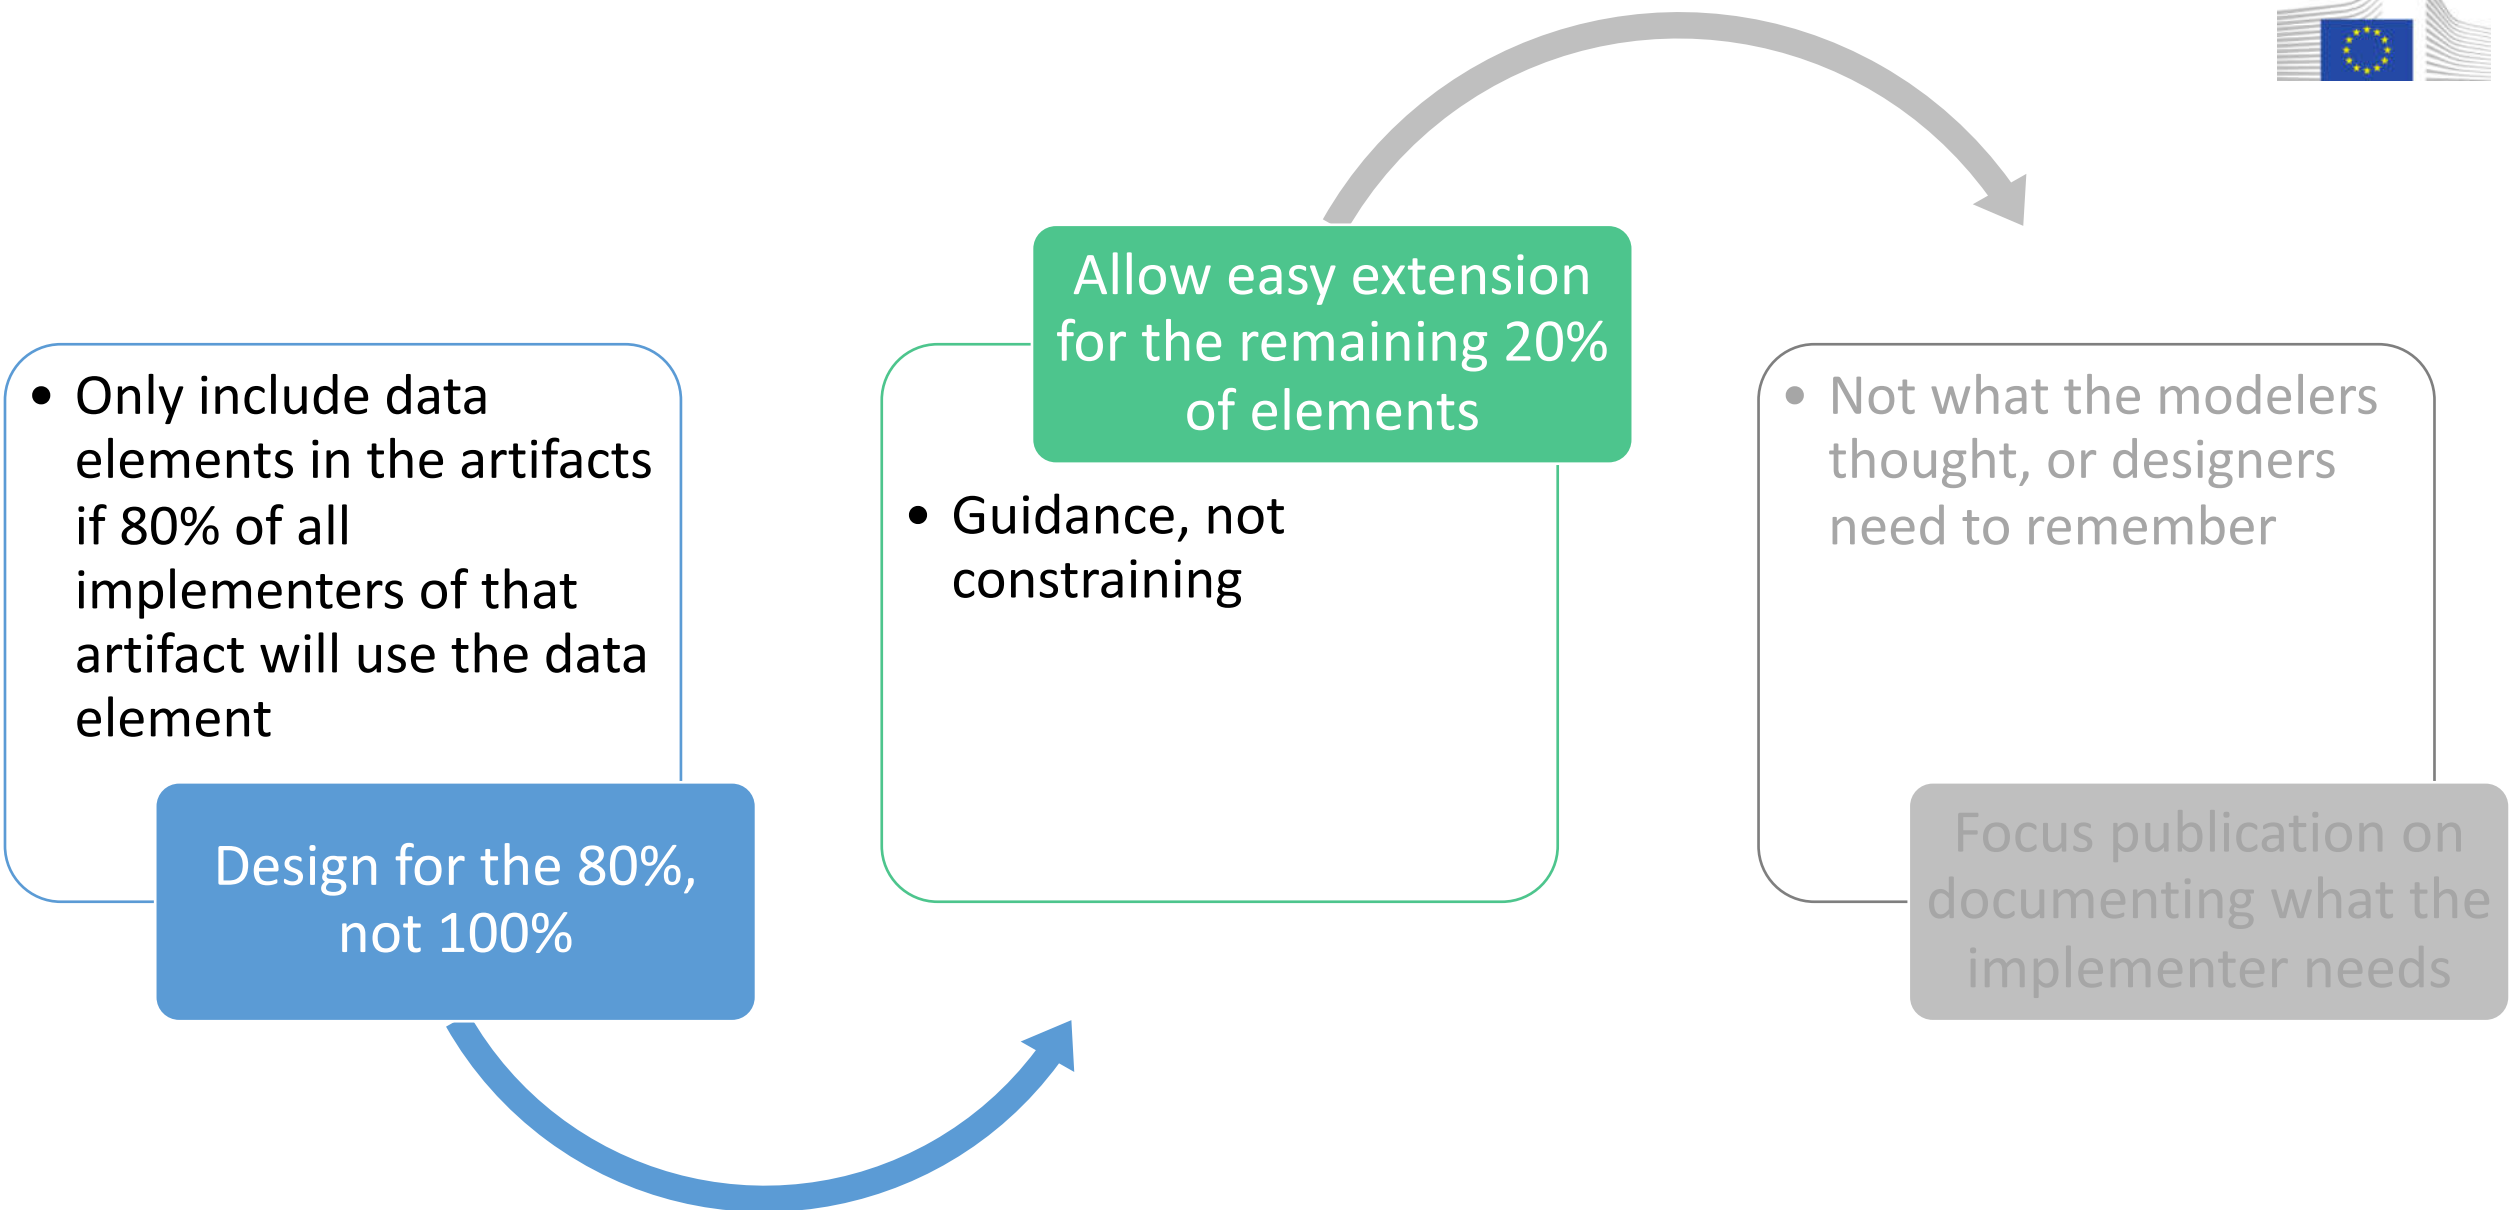 • Only include data
elements in the artifacts
if 80% of all
implementers of that
artifact will use the data
element
Design for the 80%,
not 100%
Allow easy extension
for the remaining 20%
of elements
• Guidance, not
constraining
• Not what the modelers
thought, or designers
need to remember
Focus publication on
documenting what the
implementer needs